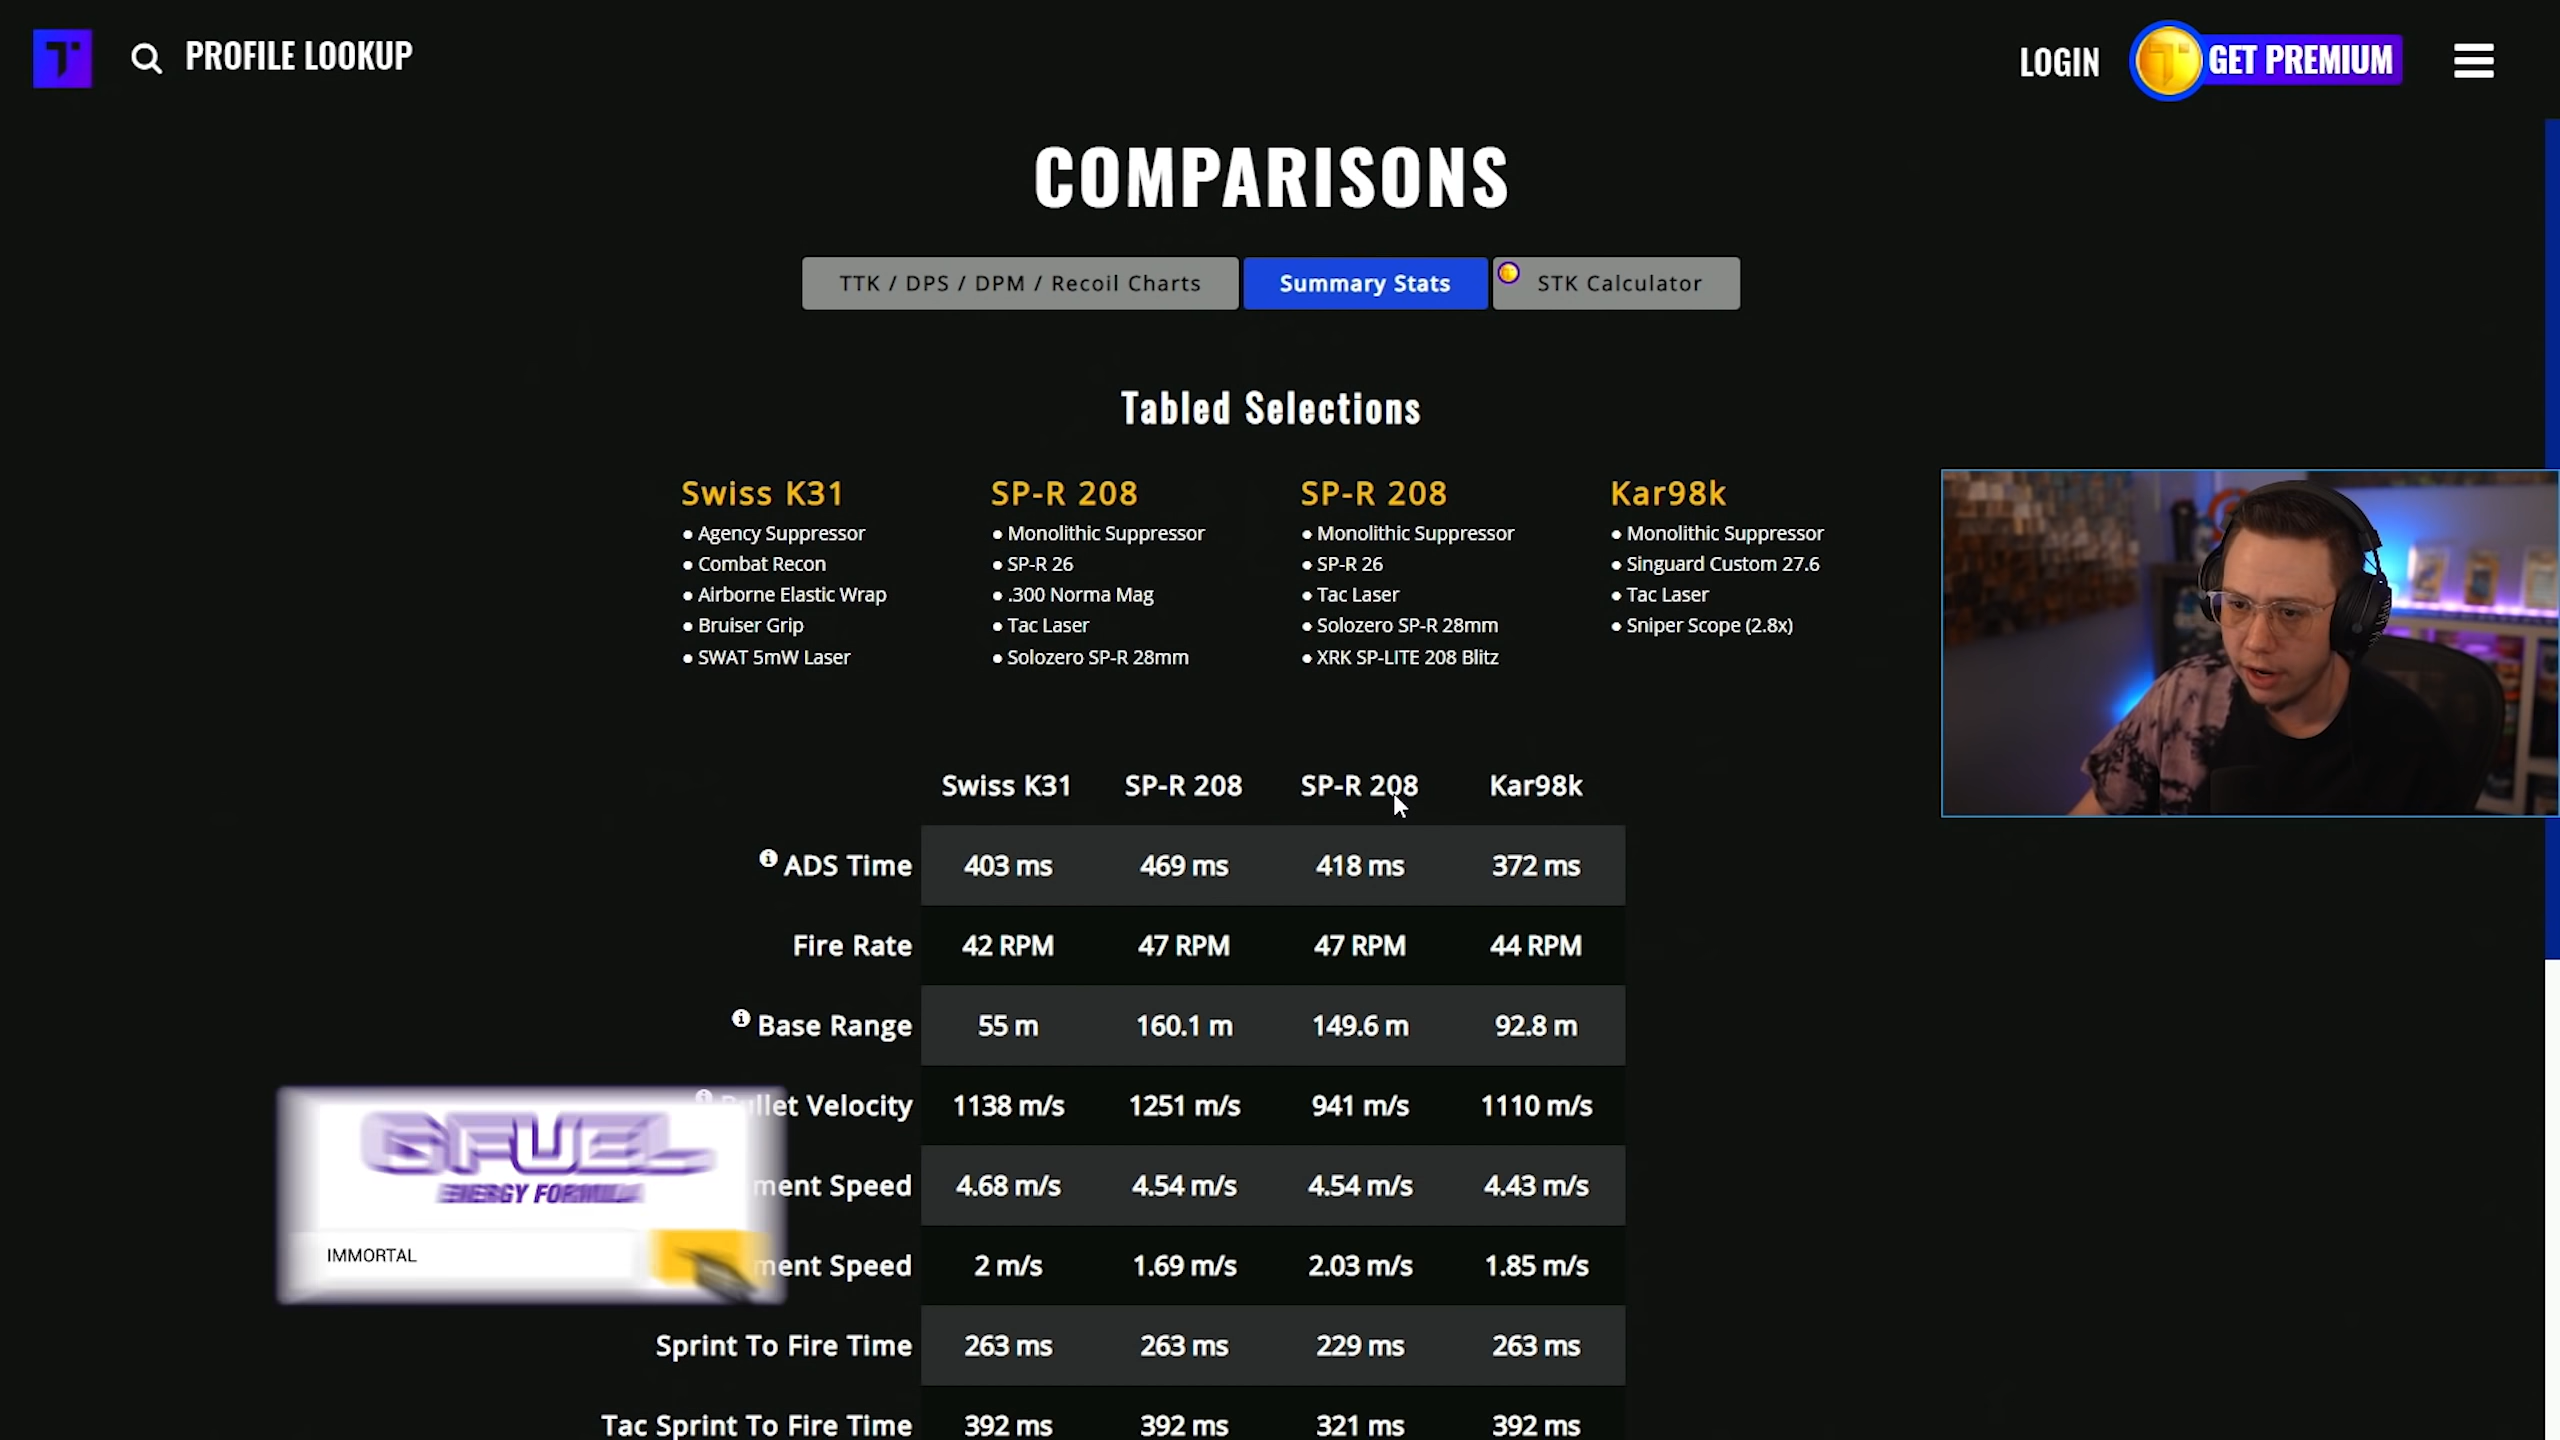 PROFILE LOOKUP
LOGIN
GET PREMIUM
COMPARISONS
TTK / DPS / DPM / Recoil Charts
Summary Stats
STK Calculator
Tabled Selections
Swiss K31
• Agency Suppressor
• Combat Recon
• Airborne Elastic Wrap
• Bruiser Grip
• SWAT 5mW Laser
SP-R 208
• Monolithic Suppressor
• SP-R 26
• .300 Norma Mag
• Tac Laser
• Solozero SP-R 28mm
SP-R 208
• Monolithic Suppressor
• SP-R 26
• Tac Laser
• Solozero SP-R 28mm
• XRK SP-LITE 208 Blitz
Kar98k
• Monolithic Suppressor
• Singuard Custom 27.6
• Tac Laser
• Sniper Scope (2.8x)
Swiss K31 SP-R 208 SP-R 208 Kar98k
ADS Time 403 ms 469 ms 418 ms 372 ms
Fire Rate 42 RPM 47 RPM 47 RPM 44 RPM
Base Range 55 m 160.1 m 149.6 m 92.8 m
Velocity 1138 m/s 1251 m/s 941 m/s 1110 m/s
Speed 4.68 m/s 4.54 m/s 4.54 m/s 4.43 m/s
Speed 2 m/s 1.69 m/s 2.03 m/s 1.85 m/s
Sprint To Fire Time 263 ms 263 ms 229 ms 263 ms
Tac Sprint To Fire Time 392 ms 392 ms 321 ms 392 ms
GFUEL
ENERGY FORMULA
IMMORTAL